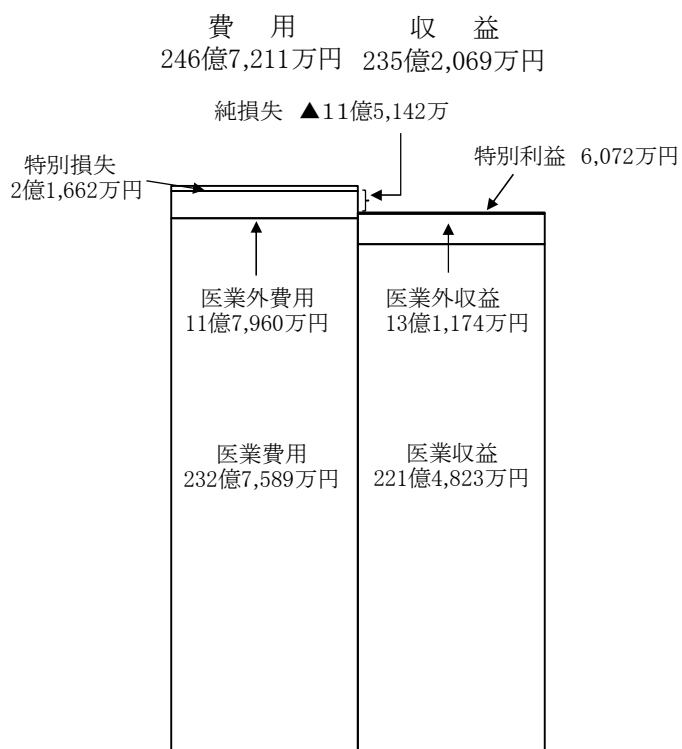 費　用　　収　益
246億7,211万円 235億2,069万円
純損失 ▲11億5,142万
特別損失
2億1,662万円
特別利益 6,072万円
医業外費用
11億7,960万円
医業外収益
13億1,174万円
医業費用
232億7,589万円
医業収益
221億4,823万円